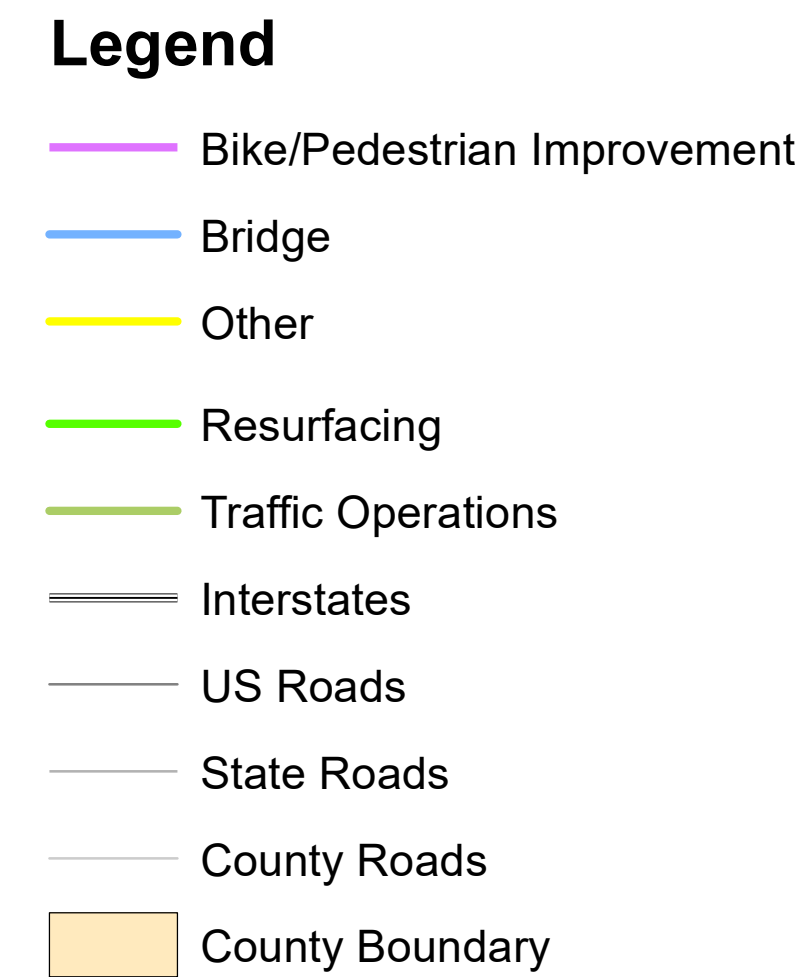 Legend
Bike/Pedestrian Improvement
Bridge
Other
Resurfacing
Traffic Operations
Interstates
US Roads
State Roads
County Roads
County Boundary